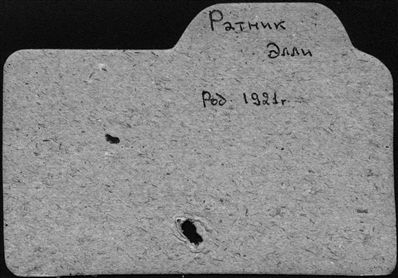 Ратник
Элли
Род 1921г.